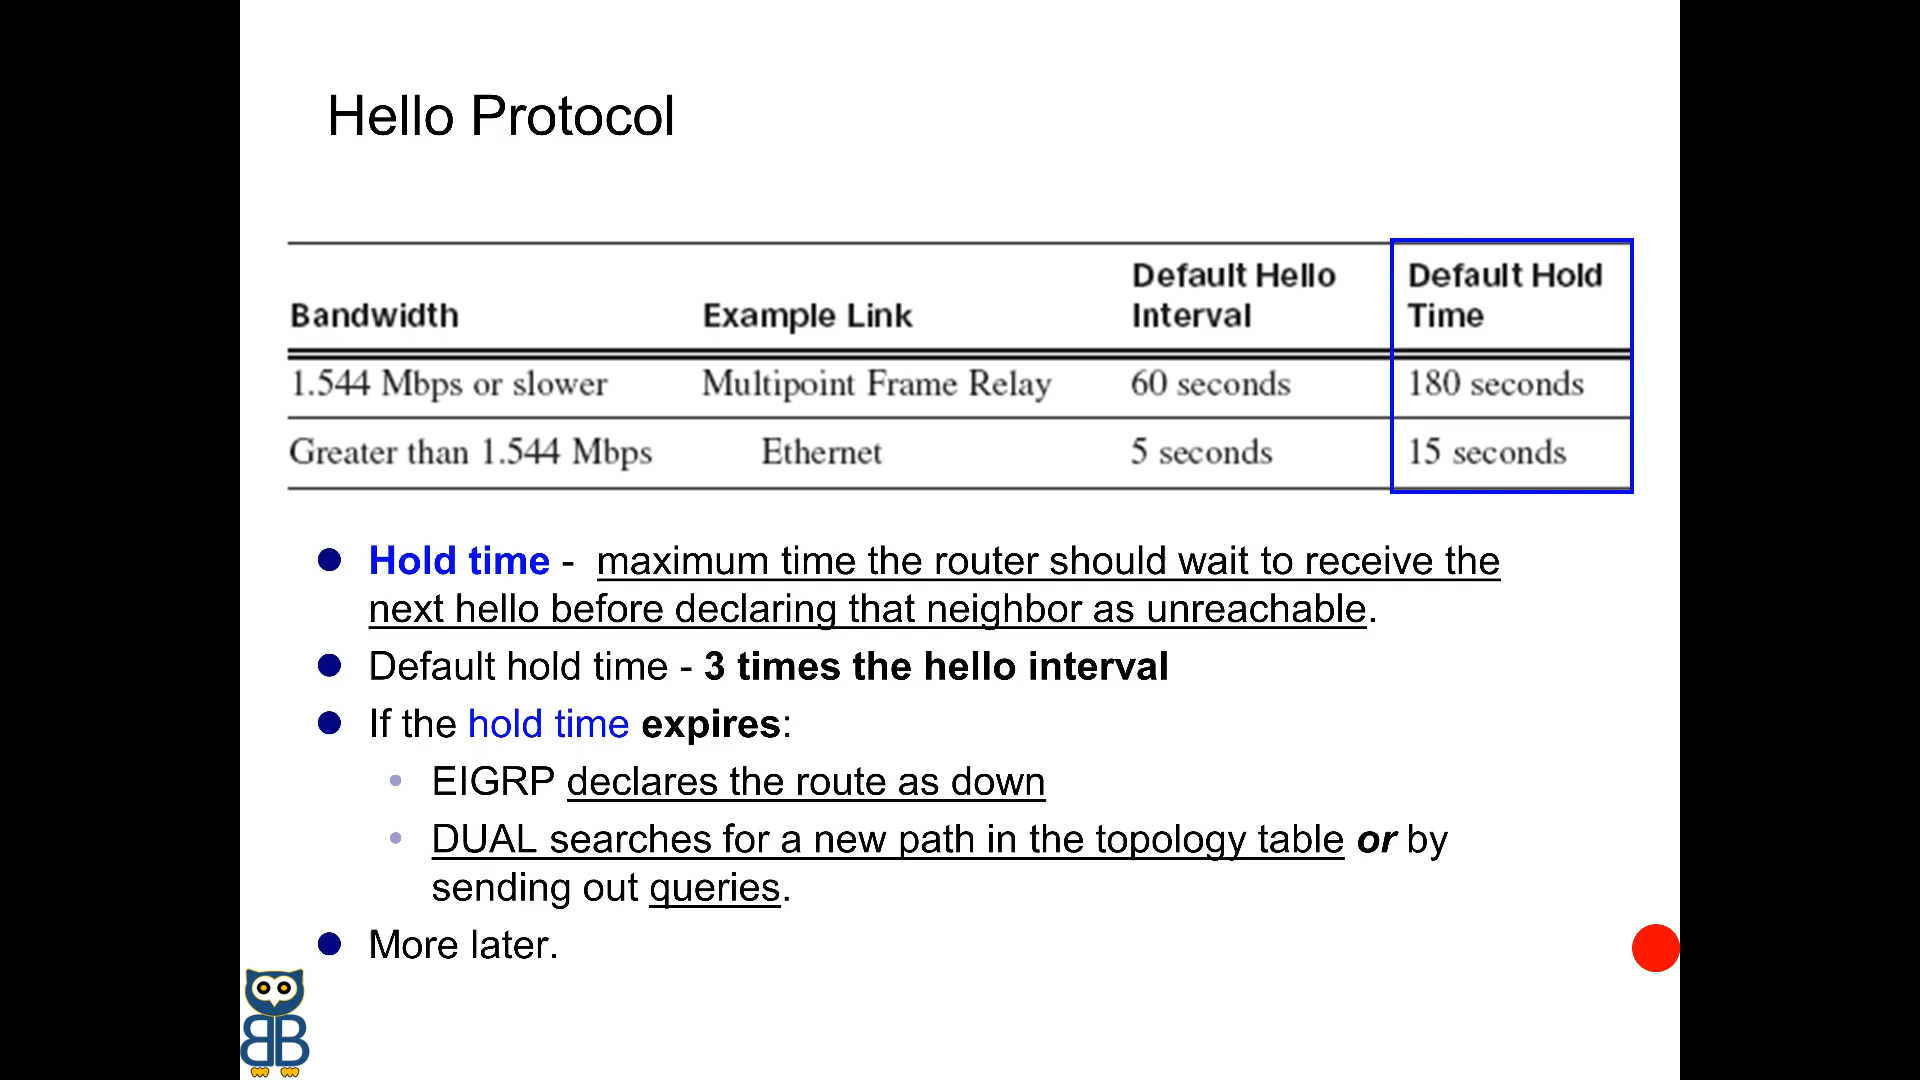 Hello Protocol
Default Hello Default Hold
Bandwidth Example Link Interval Time
1.544 Mbps or slower Multipoint Frame Relay 60 seconds 180 seconds
Greater than 1.544 Mbps Ethernet 5 seconds 15 seconds
Hold time - maximum time the router should wait to receive the
next hello before declaring that neighbor as unreachable.
Default hold time - 3 times the hello interval
If the hold time expires:
EIGRP declares the route as down
DUAL searches for a new path in the topology table or by
sending out queries.
More later.
BB